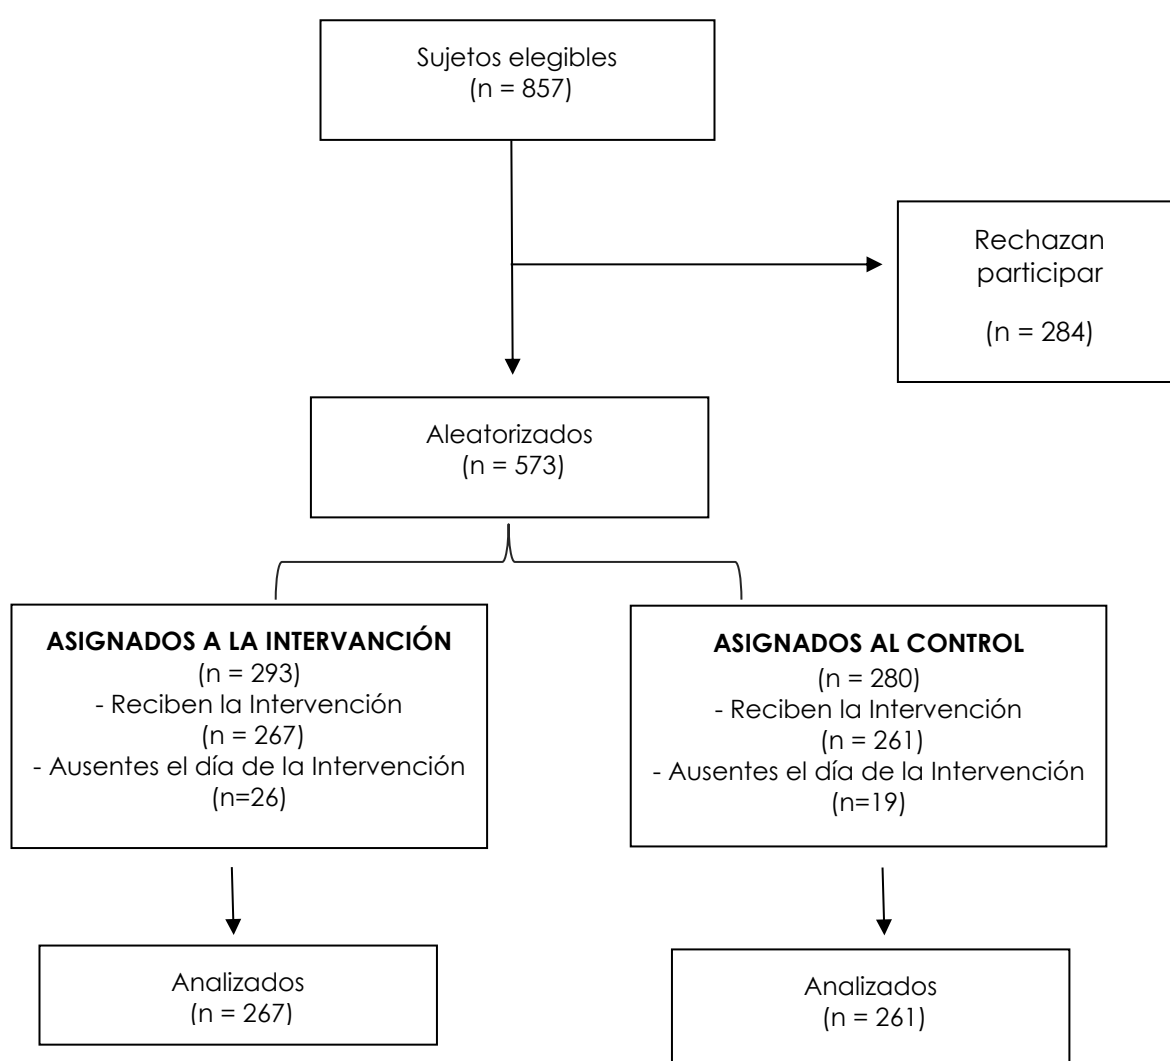 Sujetos elegibles
(n = 857)
Rechazan
participar
(n = 284)
Aleatorizados
(n = 573)
ASIGNADOS A LA INTERVANCIÓN
(n = 293)
- Reciben la Intervención
(n = 267)
- Ausentes el día de la Intervención
(n=26)
ASIGNADOS AL CONTROL
(n = 280)
- Reciben la Intervención
(n = 261)
- Ausentes el día de la Intervención
(n=19)
Analizados
(n = 267)
Analizados
(n = 261)